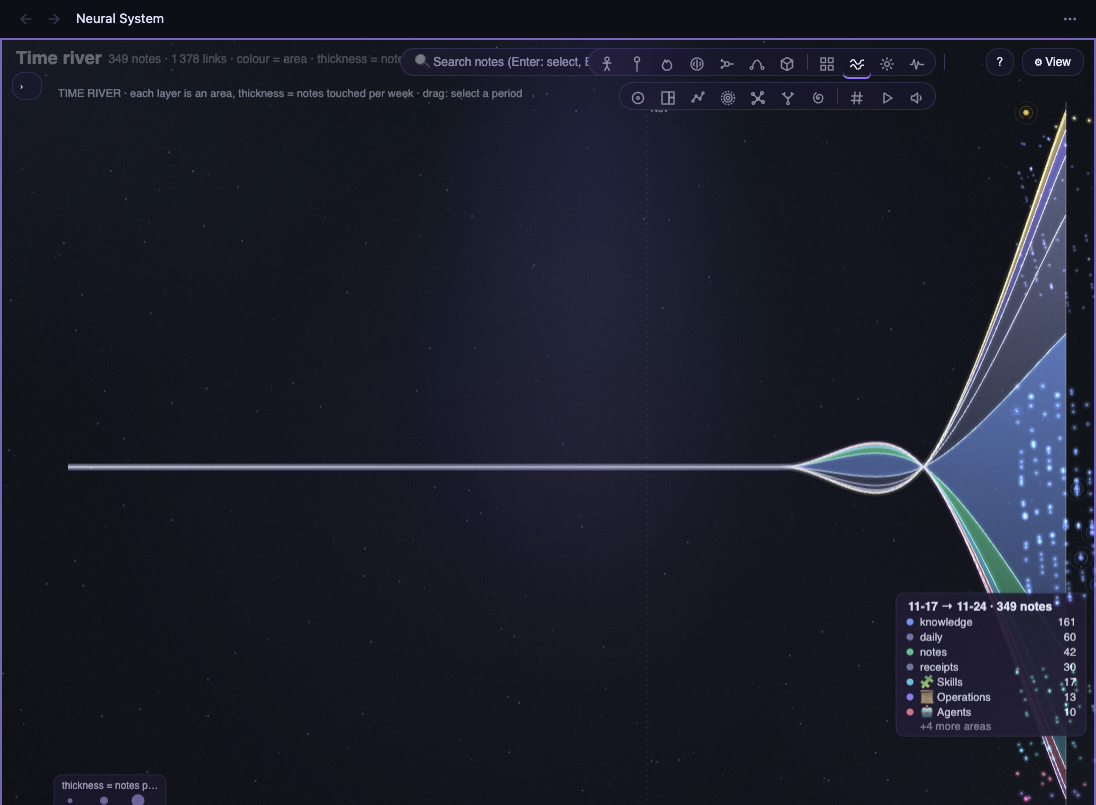 Neural System
Time river 349 notes · 1 378 links · colour = area · thickness = note
Search notes (Enter: select, E
?
View
TIME RIVER · each layer is an area, thickness = notes touched per week · drag: select a period
11-17 → 11-24 · 349 notes
knowledge 161
daily 60
notes 42
receipts 30
Skills 17
Operations 13
Agents 10
+4 more areas
thickness = notes p...